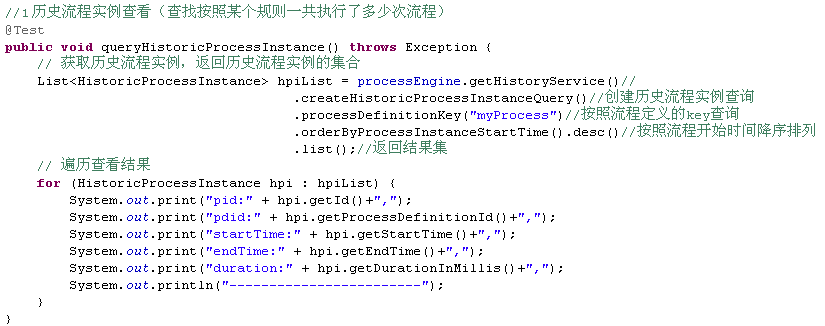 //1历史流程实例查看（查找按照某个规则一共执行了多少次流程）
@Test
public void queryHistoricProcessInstance() throws Exception {
    // 获取历史流程实例，返回历史流程实例的集合
    List<HistoricProcessInstance> hpiList = processEngine.getHistoryService()//
                                    .createHistoricProcessInstanceQuery()//创建历史流程实例查询
                                    .processDefinitionKey("myProcess")//按照流程定义的key查询
                                    .orderByProcessInstanceStartTime().desc()//按照流程开始时间降序排列
                                    .list();//返回结果集
    // 遍历查看结果
    for (HistoricProcessInstance hpi : hpiList) {
        System.out.print("pid:" + hpi.getId()+",");
        System.out.print("pdid:" + hpi.getProcessDefinitionId()+",");
        System.out.print("startTime:" + hpi.getStartTime()+",");
        System.out.print("endTime:" + hpi.getEndTime()+",");
        System.out.print("duration:" + hpi.getDurationInMillis()+",");
        System.out.println("------------------------");
    }
}